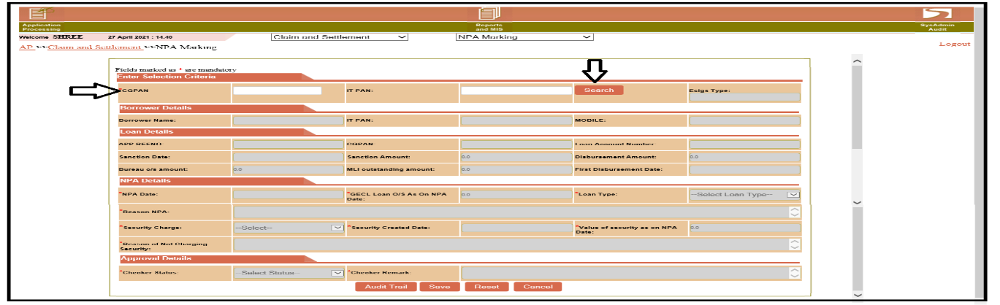 Application Processing
Reports and MIS
SysAdmin Audit
Welcome SHREE 27 April 2021 : 14.40 Claim and Settlement NPA Marking
AP >>Claim and Settlement >>NPA Marking
Logout
Fields marked as * are mandatory
Enter Selection Criteria
*CGPAN IT PAN: Search Eclgs Type:
Borrower Details
Borrower Name: IT PAN: MOBILE:
Loan Details
APP REFNO CGPAN Loan Account Number:
Sanction Date: Sanction Amount: 0.0 Disbursement Amount: 0.0
Bureau o/s amount: 0.0 MLI outstanding amount: 0.0 First Disbursement Date:
NPA Details
*NPA Date: *GECL Loan O/S As On NPA Date: 0.0 *Loan Type: --Select Loan Type--
*Reason NPA:
*Security Charge: --Select-- *Security Created Date: *Value of security as on NPA Date: 0.0
*Reason of Not Charging Security:
Approval Details
*Checker Status: --Select Status-- *Checker Remark:
Audit Trail Save Reset Cancel